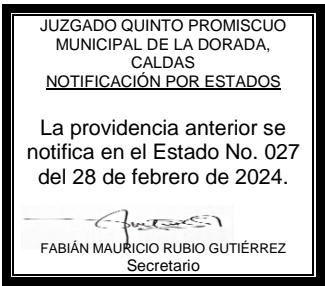 JUZGADO QUINTO PROMISCUO
MUNICIPAL DE LA DORADA,
CALDAS
NOTIFICACIÓN POR ESTADOS
La providencia anterior se
notifica en el Estado No. 027
del 28 de febrero de 2024.
FABIÁN MAURICIO RUBIO GUTIÉRREZ
Secretario